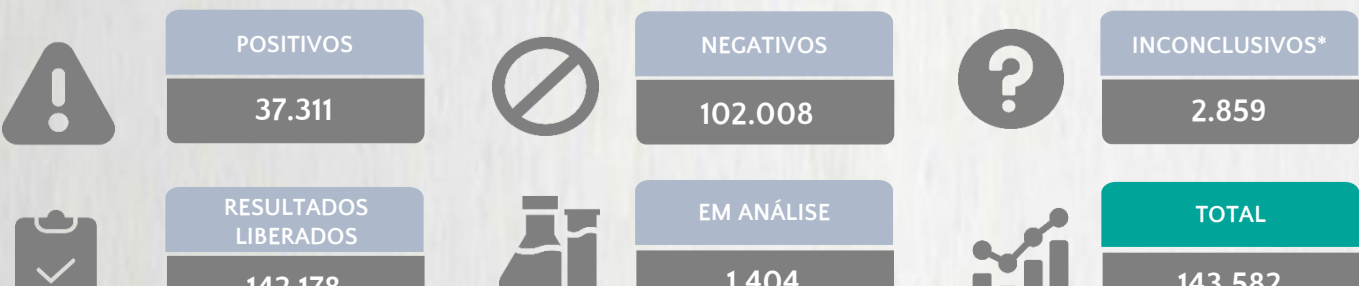 POSITIVOS
37.311
NEGATIVOS
102.008
INCONCLUSIVOS*
2.859
RESULTADOS
LIBERADOS
142.178
EM ANÁLISE
1.404
TOTAL
143.582